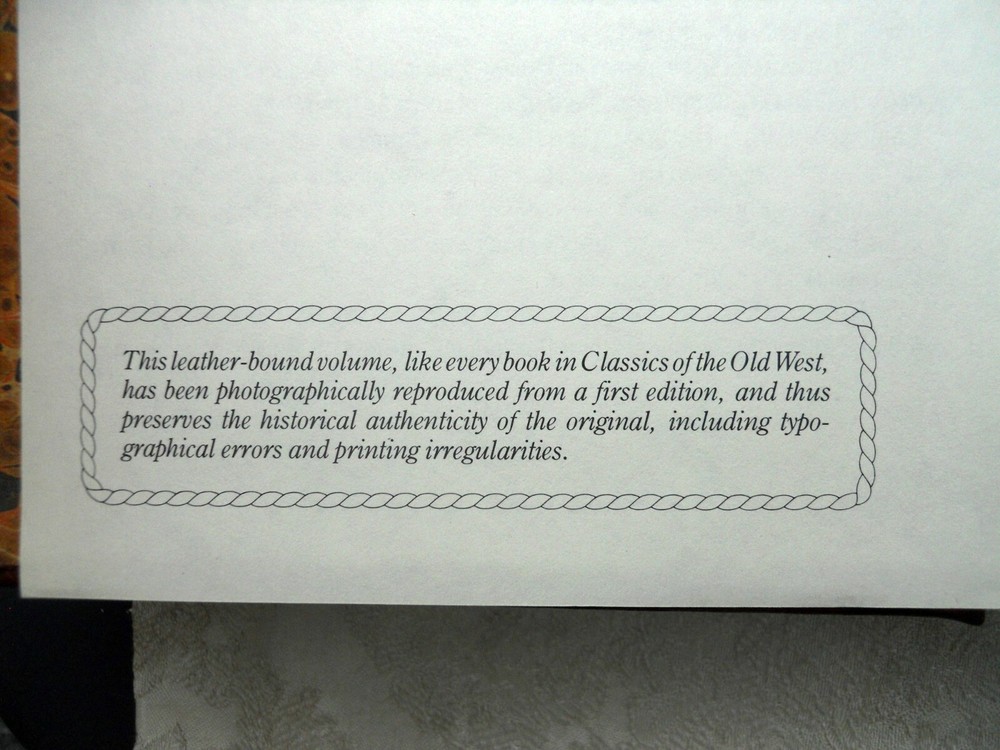 This leather-bound volume, like every book in Classics of the Old West,
has been photographically reproduced from a first edition, and thus
preserves the historical authenticity of the original, including typo-
graphical errors and printing irregularities.